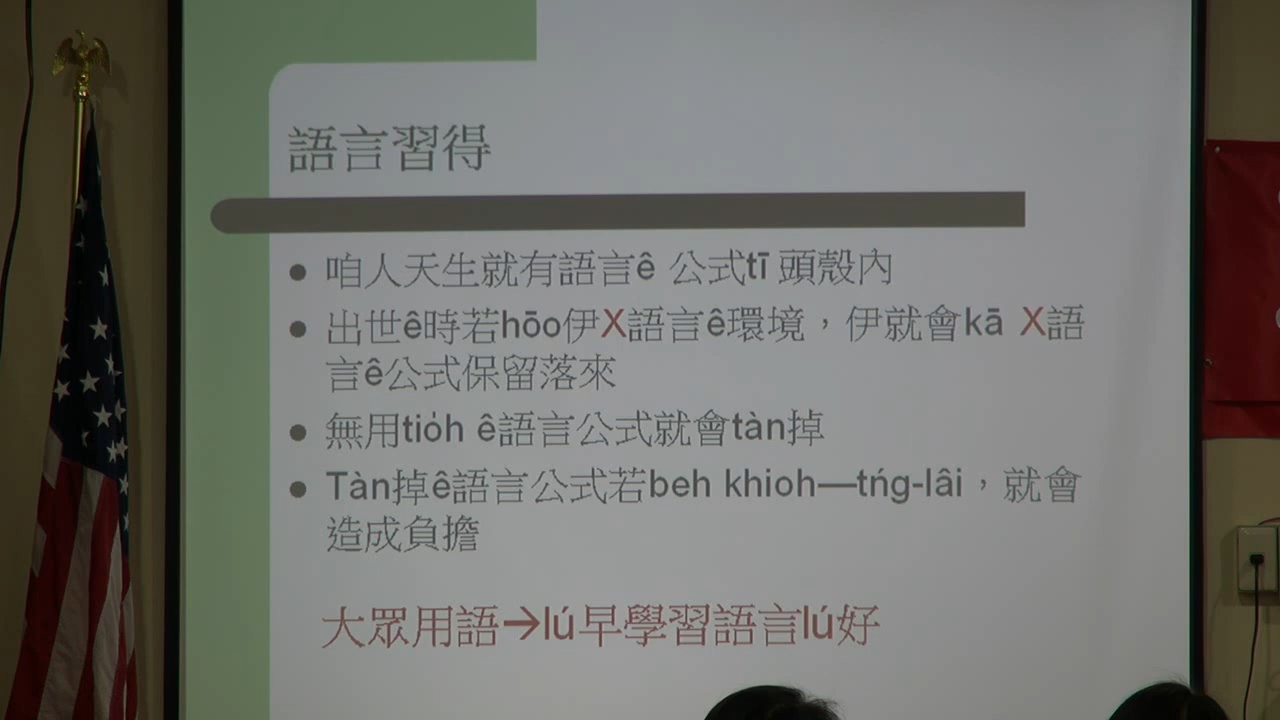 語言習得
● 咱人天生就有語言ê 公式tī 頭殼內
● 出世ê時若hōo伊X語言ê環境，伊就會kā X語
言ê公式保留落來
● 無用tio̍h ê語言公式就會tàn掉
● Tàn掉ê語言公式若beh khioh—tńg-lâi，就會
造成負擔
大眾用語→lú早學習語言lú好